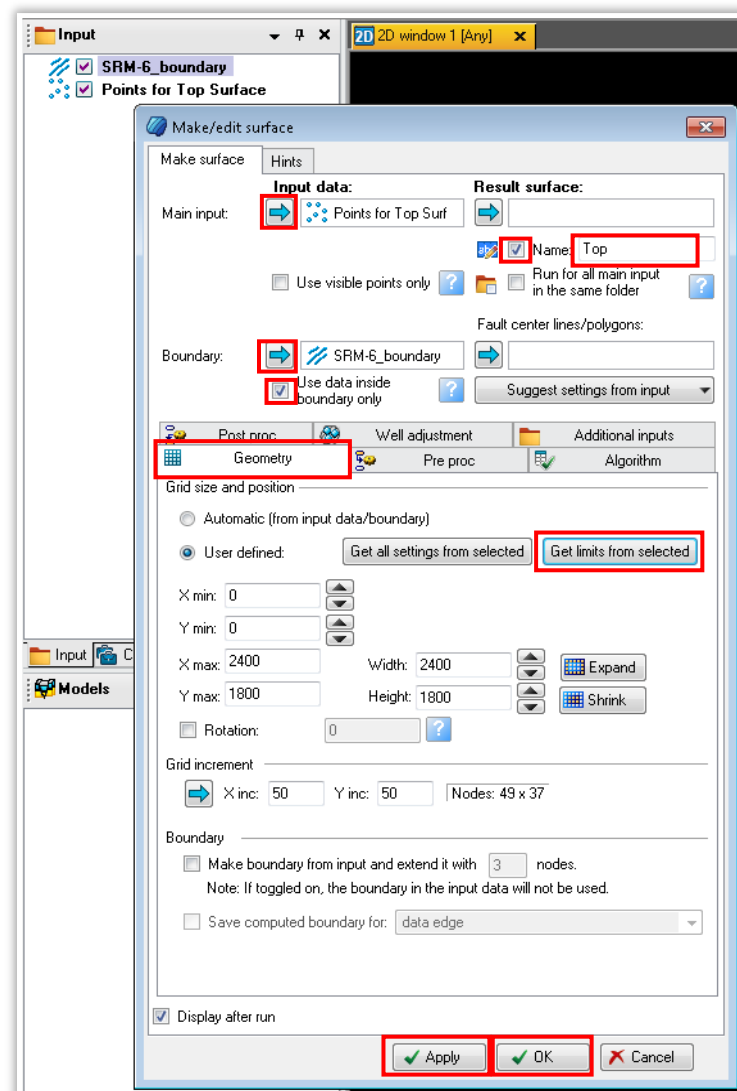 Input
2D 2D window 1 [Any]
SRM-6_boundary
Points for Top Surface
Make/edit surface
Make surface Hints
Input data: Result surface:
Main input: Points for Top Surf
Name: Top
Use visible points only ? Run for all main input
in the same folder ?
Fault center lines/polygons:
Boundary: SRM-6_boundary
Use data inside
boundary only ? Suggest settings from input
Post proc Well adjustment Additional inputs
Geometry Pre proc Algorithm
Grid size and position
Automatic (from input data/boundary)
User defined: Get all settings from selected Get limits from selected
X min: 0
Y min: 0
X max: 2400 Width: 2400 Expand
Y max: 1800 Height: 1800 Shrink
Rotation: 0 ?
Grid increment
X inc: 50 Y inc: 50 Nodes: 49 x 37
Boundary
Make boundary from input and extend it with 3 nodes.
Note: If toggled on, the boundary in the input data will not be used.
Save computed boundary for: data edge
Display after run
Apply OK Cancel
Input C
Models